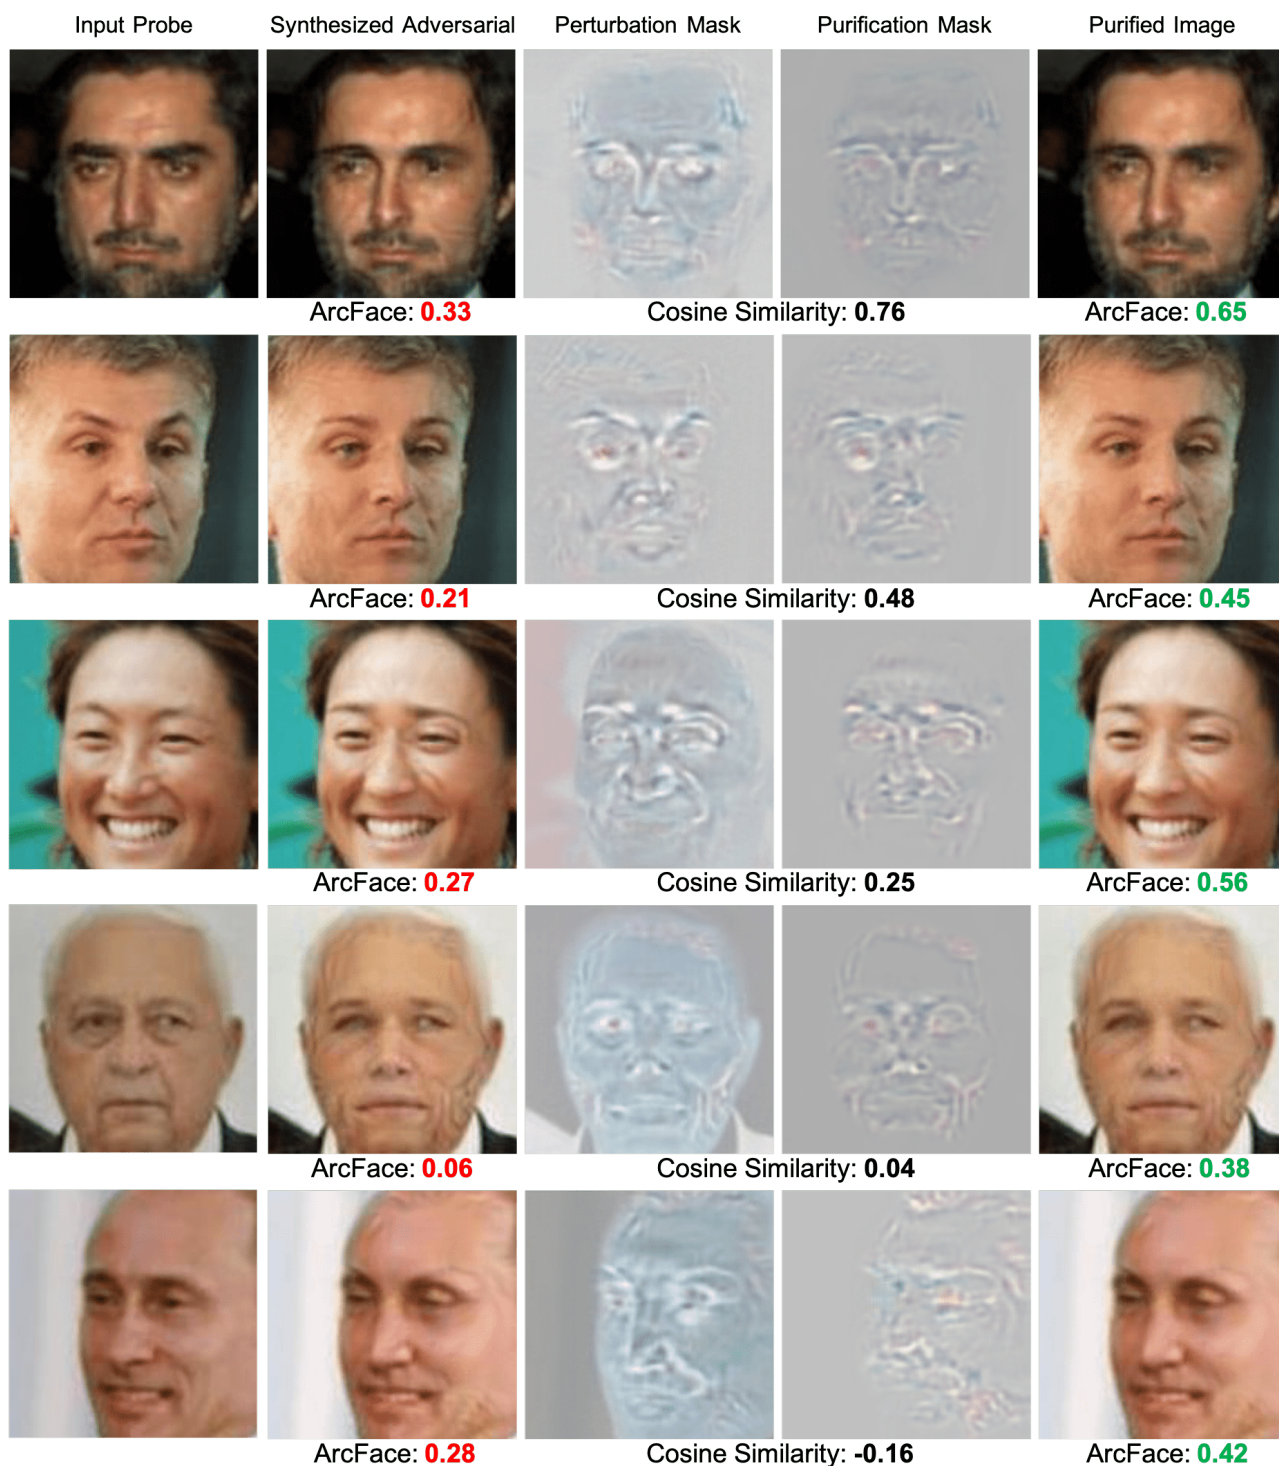 Input Probe Synthesized Adversarial Perturbation Mask Purification Mask Purified Image
ArcFace: 0.33 Cosine Similarity: 0.76 ArcFace: 0.65
ArcFace: 0.21 Cosine Similarity: 0.48 ArcFace: 0.45
ArcFace: 0.27 Cosine Similarity: 0.25 ArcFace: 0.56
ArcFace: 0.06 Cosine Similarity: 0.04 ArcFace: 0.38
ArcFace: 0.28 Cosine Similarity: -0.16 ArcFace: 0.42